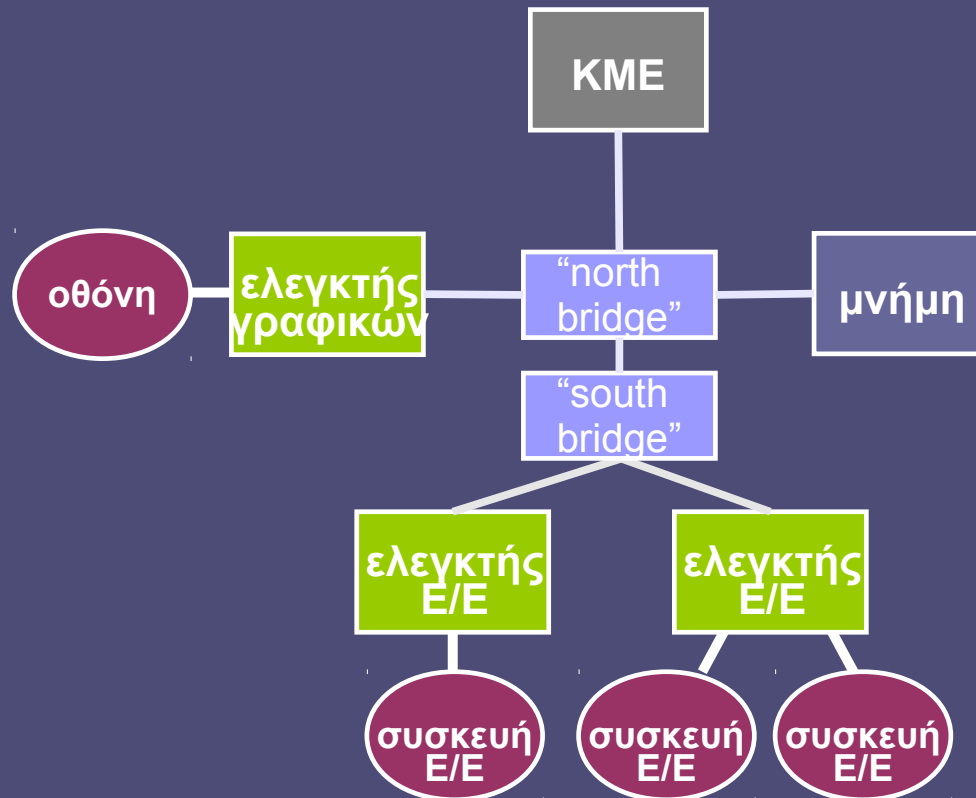 ΚΜΕ
οθόνη
ελεγκτής
γραφικών
“north
bridge”
μνήμη
“south
bridge”
ελεγκτής
Ε/Ε
ελεγκτής
Ε/Ε
συσκευή
Ε/Ε
συσκευή
Ε/Ε
συσκευή
Ε/Ε